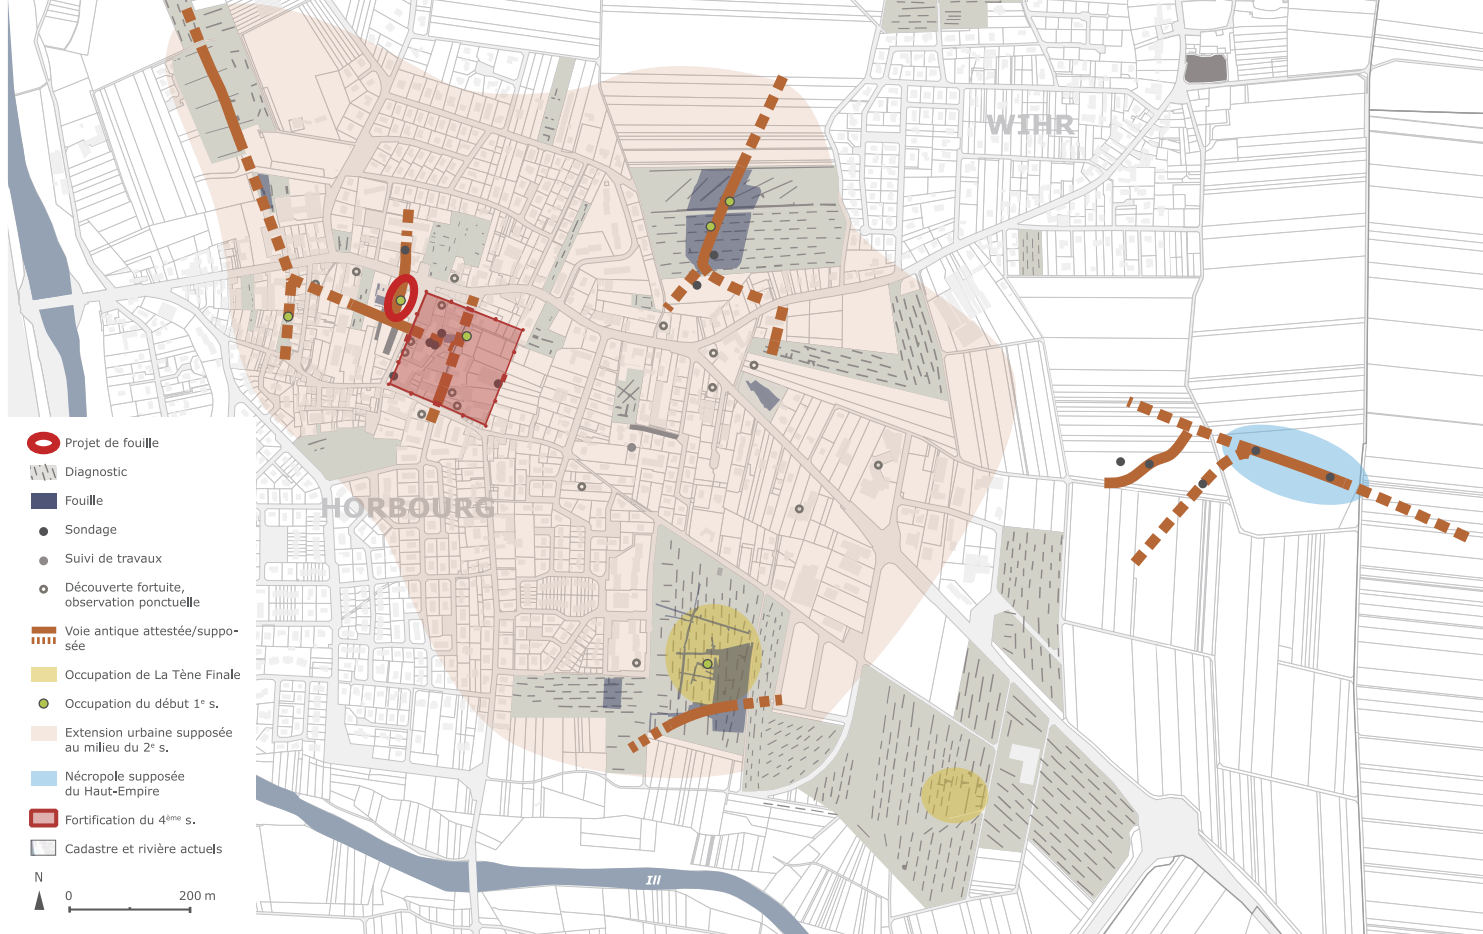 WIHR
HORBOURG
Ill
Projet de fouille
Diagnostic
Fouille
Sondage
Suivi de travaux
Découverte fortuite,
observation ponctuelle
Voie antique attestée/suppo-
sée
Occupation de La Tène Finale
Occupation du début 1e s.
Extension urbaine supposée
au milieu du 2e s.
Nécropole supposée
du Haut-Empire
Fortification du 4ème s.
Cadastre et rivière actuels
N
0 200 m